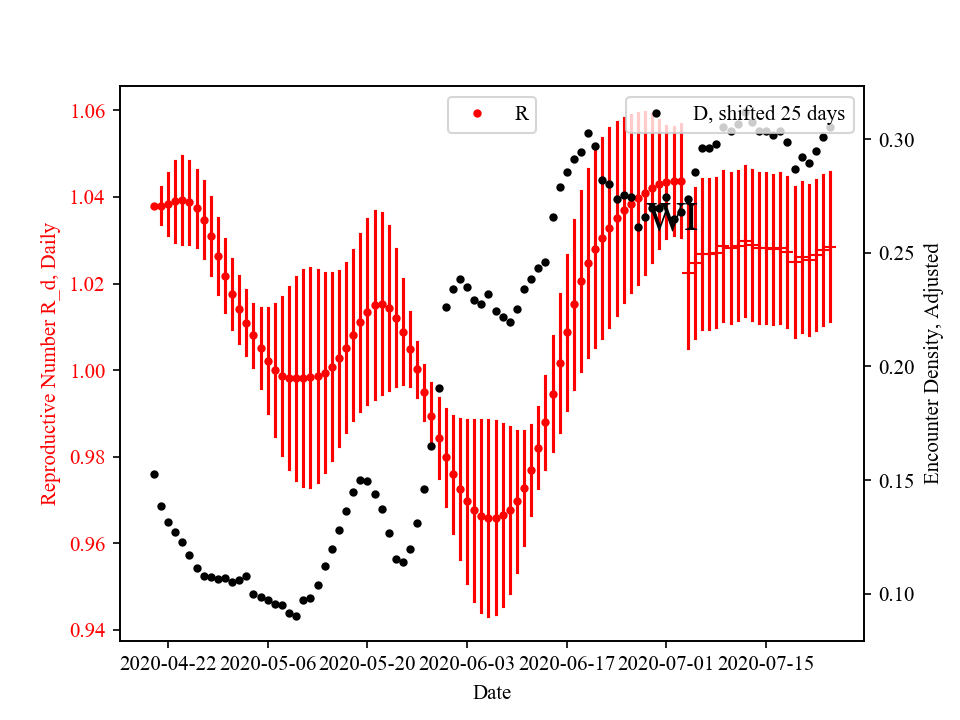 R
D, shifted 25 days
WI
1.06
1.04
1.02
1.00
0.98
0.96
0.94
Reproductive Number R_d, Daily
0.30
0.25
0.20
0.15
0.10
Encounter Density, Adjusted
2020-04-22 2020-05-06 2020-05-20 2020-06-03 2020-06-17 2020-07-01 2020-07-15
Date